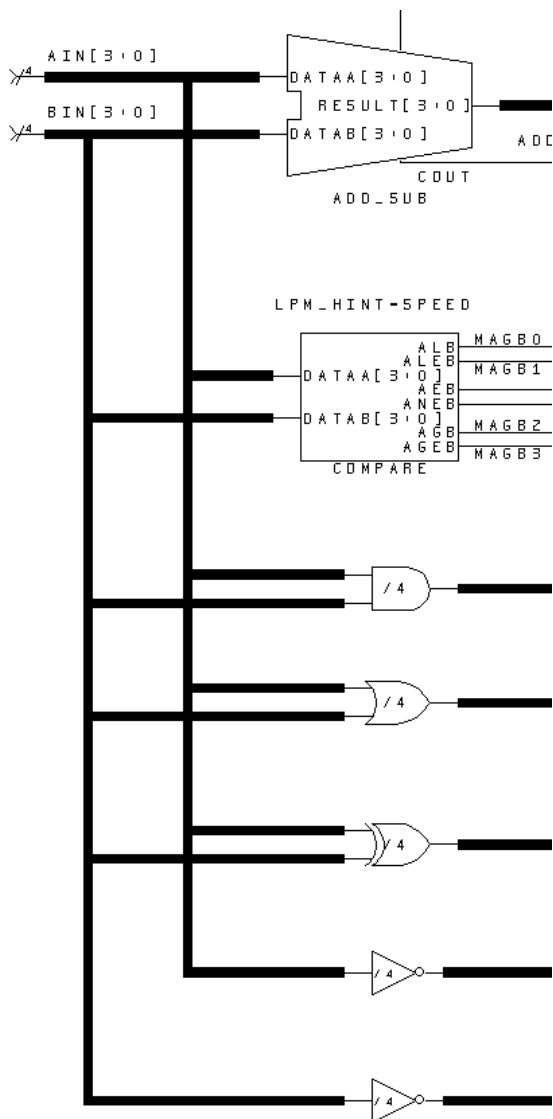 AIN[3:0]
/4
DATAA[3:0]
RESULT[3:0]
BIN[3:0]
/4
DATAB[3:0]
ADD
COUT
ADD_SUB
LPM_HINT=SPEED
ALB MAGB0
ALEB
DATAA[3:0] MAGB1
AEB
ANEB
DATAB[3:0]
AGB MAGB2
AGEB
MAGB3
COMPARE
/4
/4
/4
/4
/4